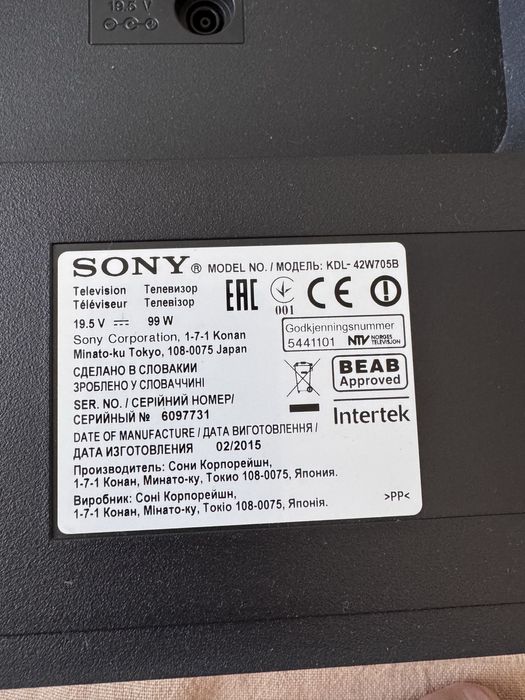 19.5 V
SONY® MODEL NO. / МОДЕЛЬ: KDL- 42W705B
Television Телевизор
Téléviseur Телевізор
19.5 V 99 W
Sony Corporation, 1-7-1 Konan
Minato-ku Tokyo, 108-0075 Japan
СДЕЛАНО В СЛОВАКИИ
ЗРОБЛЕНО У СЛОВАЧЧИНІ
SER. NO. / СЕРІЙНИЙ НОМЕР/
СЕРИЙНЫЙ № 6097731
DATE OF MANUFACTURE / ДАТА ВИГОТОВЛЕННЯ /
ДАТА ИЗГОТОВЛЕНИЯ 02/2015
Производитель: Сони Корпорейшн,
1-7-1 Конан, Минато-ку, Токио 108-0075, Япония.
Виробник: Соні Корпорейшн,
1-7-1 Конан, Мінато-ку, Токіо 108-0075, Японія.
EAC
001
CE
Godkjenningsnummer
5441101 NTV NORGES TELEVISION
BEAB
Approved
Intertek
>PP<